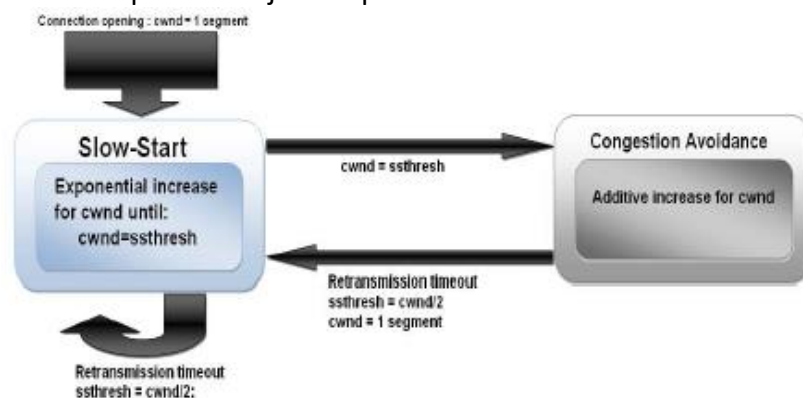 Connection opening : cwnd = 1 segment
Slow-Start
Exponential increase
for cwnd until:
cwnd=ssthresh
cwnd = ssthresh
Congestion Avoidance
Additive increase for cwnd
Retransmission timeout
ssthresh = cwnd/2
cwnd = 1 segment
Retransmission timeout
ssthresh = cwnd/2;